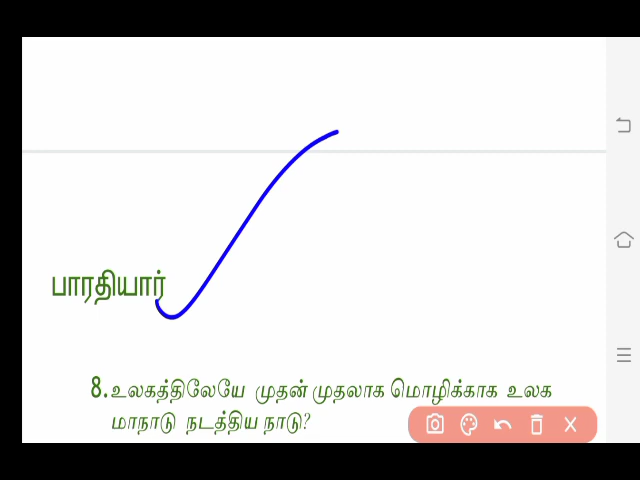 பாரதியார்
8.உலகத்திலேயே முதன் முதலாக மொழிக்காக உலக
மாநாடு நடத்திய நாடு?